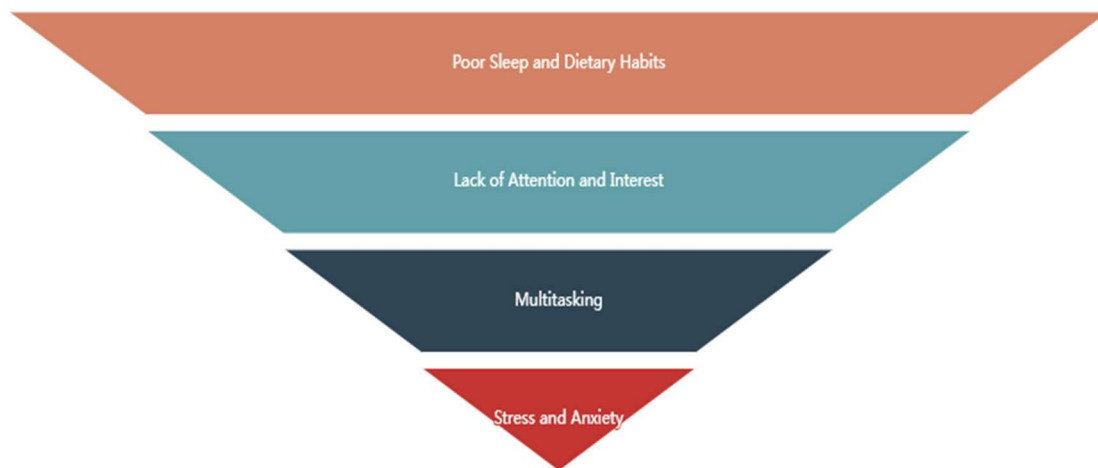 Poor Sleep and Dietary Habits
Lack of Attention and Interest
Multitasking
Stress and Anxiety